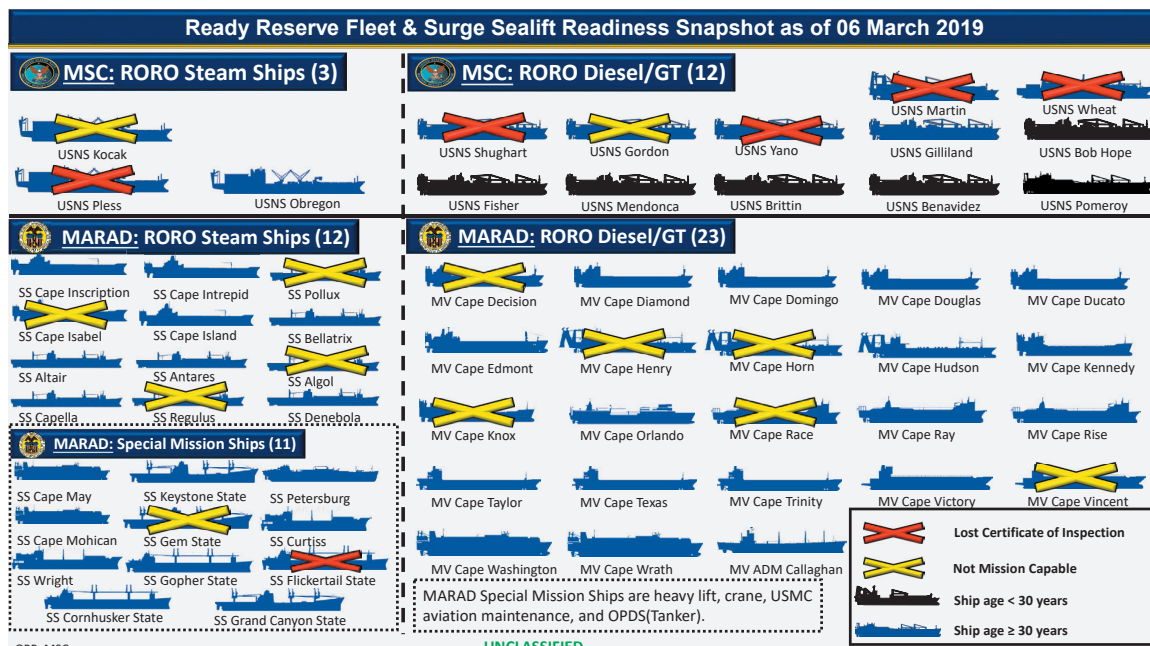 Ready Reserve Fleet & Surge Sealift Readiness Snapshot as of 06 March 2019
MSC: RORO Steam Ships (3)
USNS Kocak
USNS Pless
USNS Obregon
MSC: RORO Diesel/GT (12)
USNS Martin
USNS Wheat
USNS Shughart
USNS Gordon
USNS Yano
USNS Gilliland
USNS Bob Hope
USNS Fisher
USNS Mendonca
USNS Brittin
USNS Benavidez
USNS Pomeroy
MARAD: RORO Steam Ships (12)
SS Cape Inscription
SS Cape Intrepid
SS Pollux
SS Cape Isabel
SS Cape Island
SS Bellatrix
SS Altair
SS Antares
SS Algol
SS Capella
SS Regulus
SS Denebola
MARAD: Special Mission Ships (11)
SS Cape May
SS Keystone State
SS Petersburg
SS Cape Mohican
SS Gem State
SS Curtiss
SS Wright
SS Gopher State
SS Flickertail State
SS Cornhusker State
SS Grand Canyon State
MARAD: RORO Diesel/GT (23)
MV Cape Decision
MV Cape Diamond
MV Cape Domingo
MV Cape Douglas
MV Cape Ducato
MV Cape Edmont
MV Cape Henry
MV Cape Horn
MV Cape Hudson
MV Cape Kennedy
MV Cape Knox
MV Cape Orlando
MV Cape Race
MV Cape Ray
MV Cape Rise
MV Cape Taylor
MV Cape Texas
MV Cape Trinity
MV Cape Victory
MV Cape Vincent
MV Cape Washington
MV Cape Wrath
MV ADM Callaghan
MARAD Special Mission Ships are heavy lift, crane, USMC
aviation maintenance, and OPDS(Tanker).
Lost Certificate of Inspection
Not Mission Capable
Ship age < 30 years
Ship age ≥ 30 years
UNCLASSIFIED